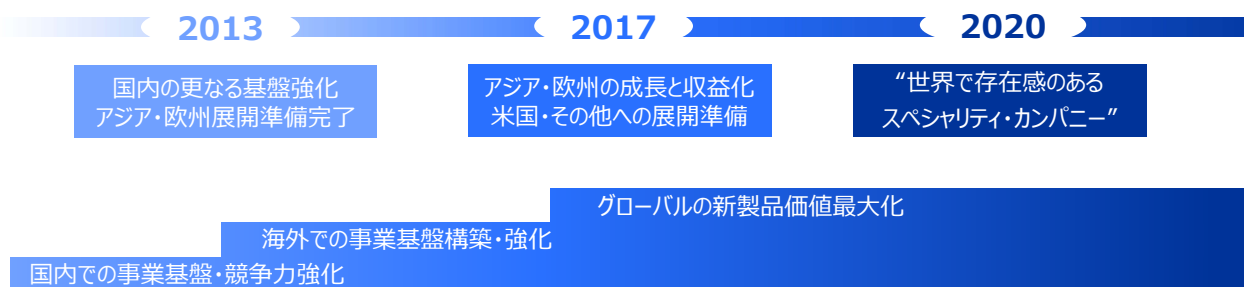 2013
2017
2020
国内の更なる基盤強化
アジア・欧州展開準備完了
アジア・欧州の成長と収益化
米国・その他への展開準備
“世界で存在感のある
スペシャリティ・カンパニー”
グローバルの新製品価値最大化
海外での事業基盤構築・強化
国内での事業基盤・競争力強化